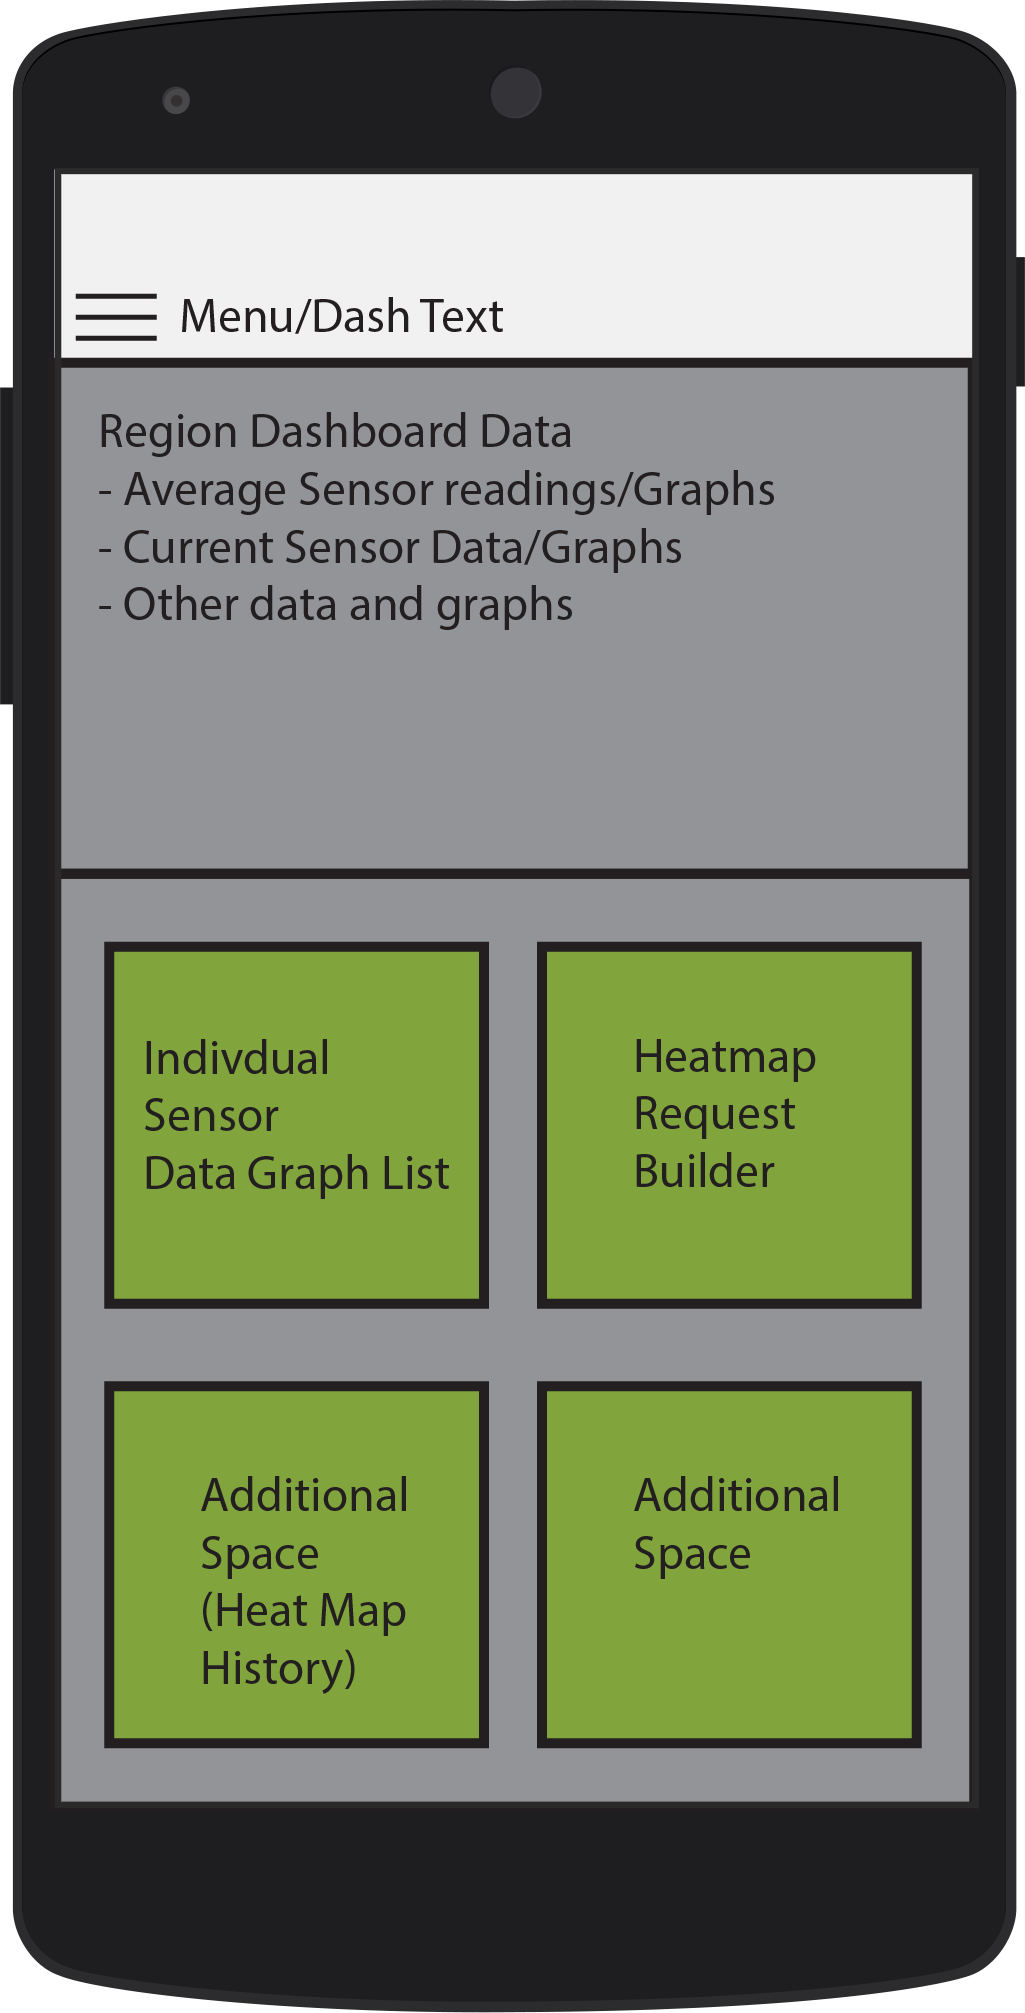 Menu/Dash Text
Region Dashboard Data
- Average Sensor readings/Graphs
- Current Sensor Data/Graphs
- Other data and graphs
Indivdual
Sensor
Data Graph List
Heatmap
Request
Builder
Additional
Space
(Heat Map
History)
Additional
Space